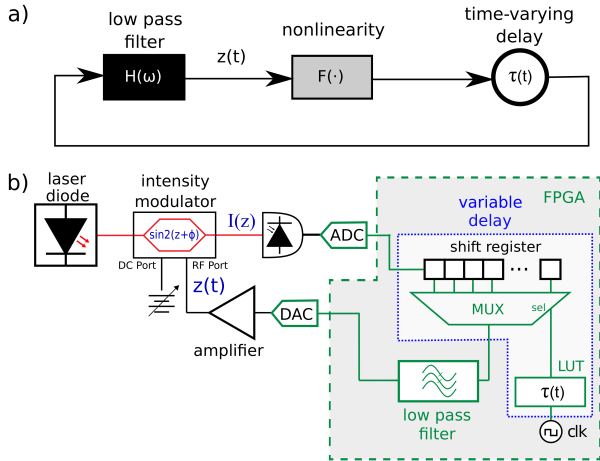 a)
low pass
filter
H(ω)
z(t)
nonlinearity
F(·)
time-varying
delay
τ(t)
b)
laser
diode
intensity
modulator
sin2(z+ϕ)
DC Port
RF Port
I(z)
z(t)
amplifier
ADC
DAC
FPGA
variable
delay
shift register
...
MUX
sel
LUT
τ(t)
clk
low pass
filter